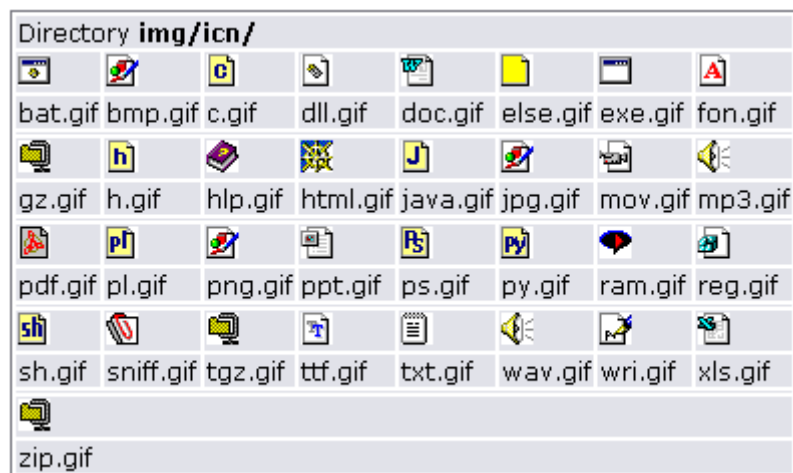 Directory img/icn/
bat.gif bmp.gif c.gif dll.gif doc.gif else.gif exe.gif fon.gif
gz.gif h.gif hlp.gif html.gif java.gif jpg.gif mov.gif mp3.gif
pdf.gif pl.gif png.gif ppt.gif ps.gif py.gif ram.gif reg.gif
sh.gif sniff.gif tgz.gif ttf.gif txt.gif wav.gif wri.gif xls.gif
zip.gif